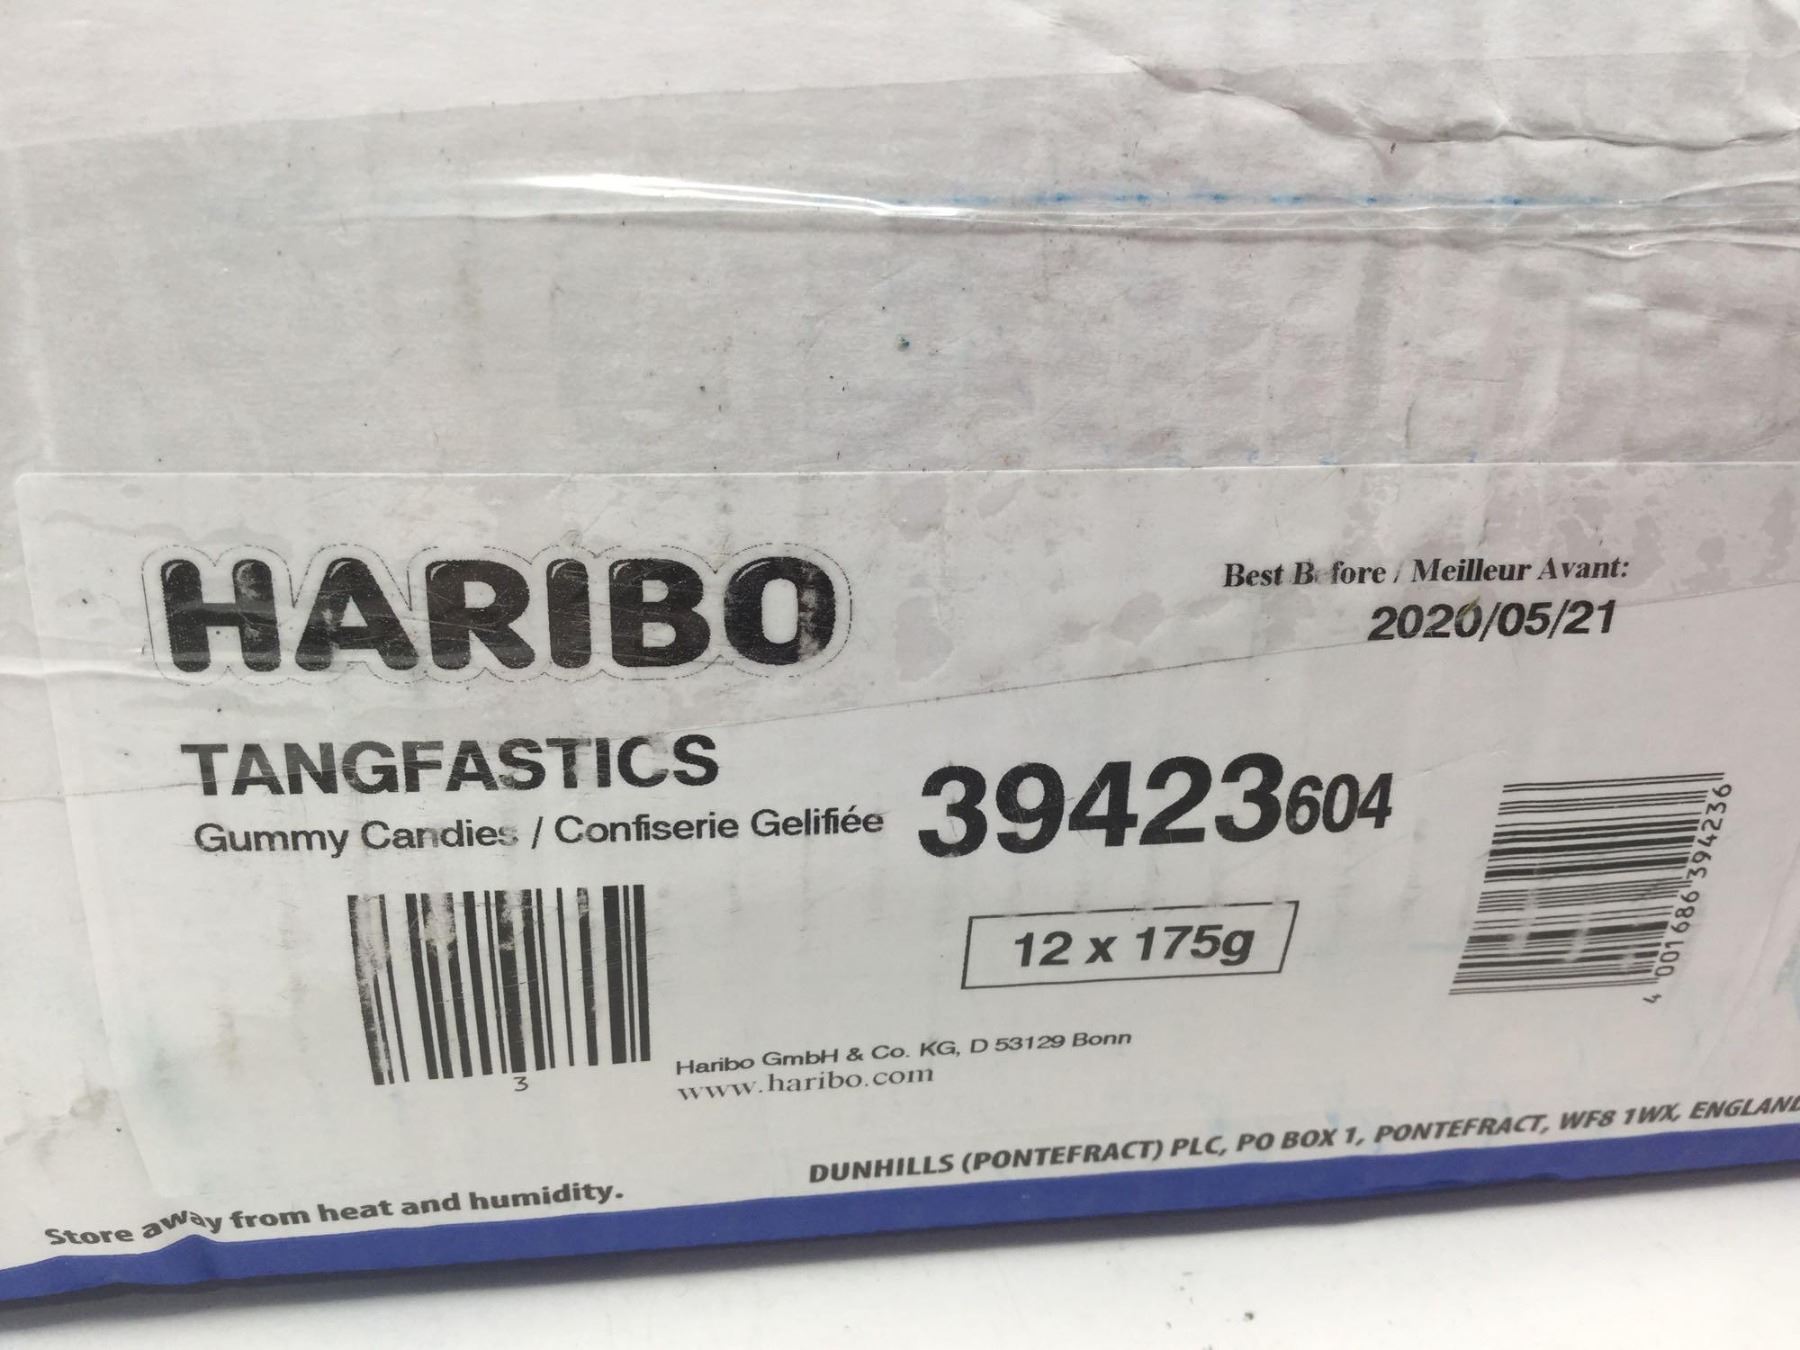 HARIBO
Best Before / Meilleur Avant:
2020/05/21
TANGFASTICS
Gummy Candies / Confiserie Gelifiée
39423604
12 x 175g
4 001686 394236
3
Haribo GmbH & Co. KG, D 53129 Bonn
www.haribo.com
DUNHILLS (PONTEFRACT) PLC, PO BOX 1, PONTEFRACT, WF8 1WX, ENGLAND
Store away from heat and humidity.